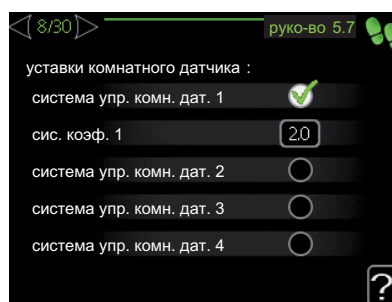 8/30
руко-во 5.7
уставки комнатного датчика :
система упр. комн. дат. 1
сис. коэф. 1
2.0
система упр. комн. дат. 2
система упр. комн. дат. 3
система упр. комн. дат. 4
?